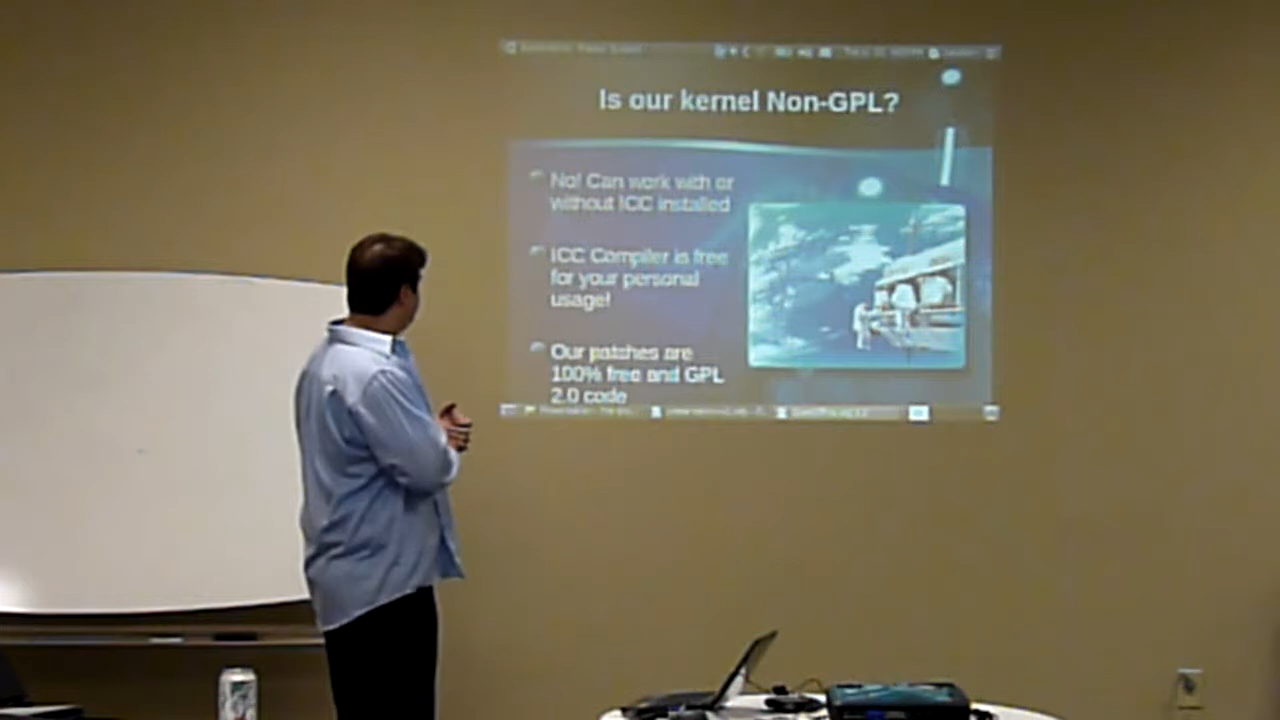 Is our kernel Non-GPL?
No! Can work with or
without ICC installed
ICC Compiler is free
for your personal
usage!
Our patches are
100% free and GPL
2.0 code